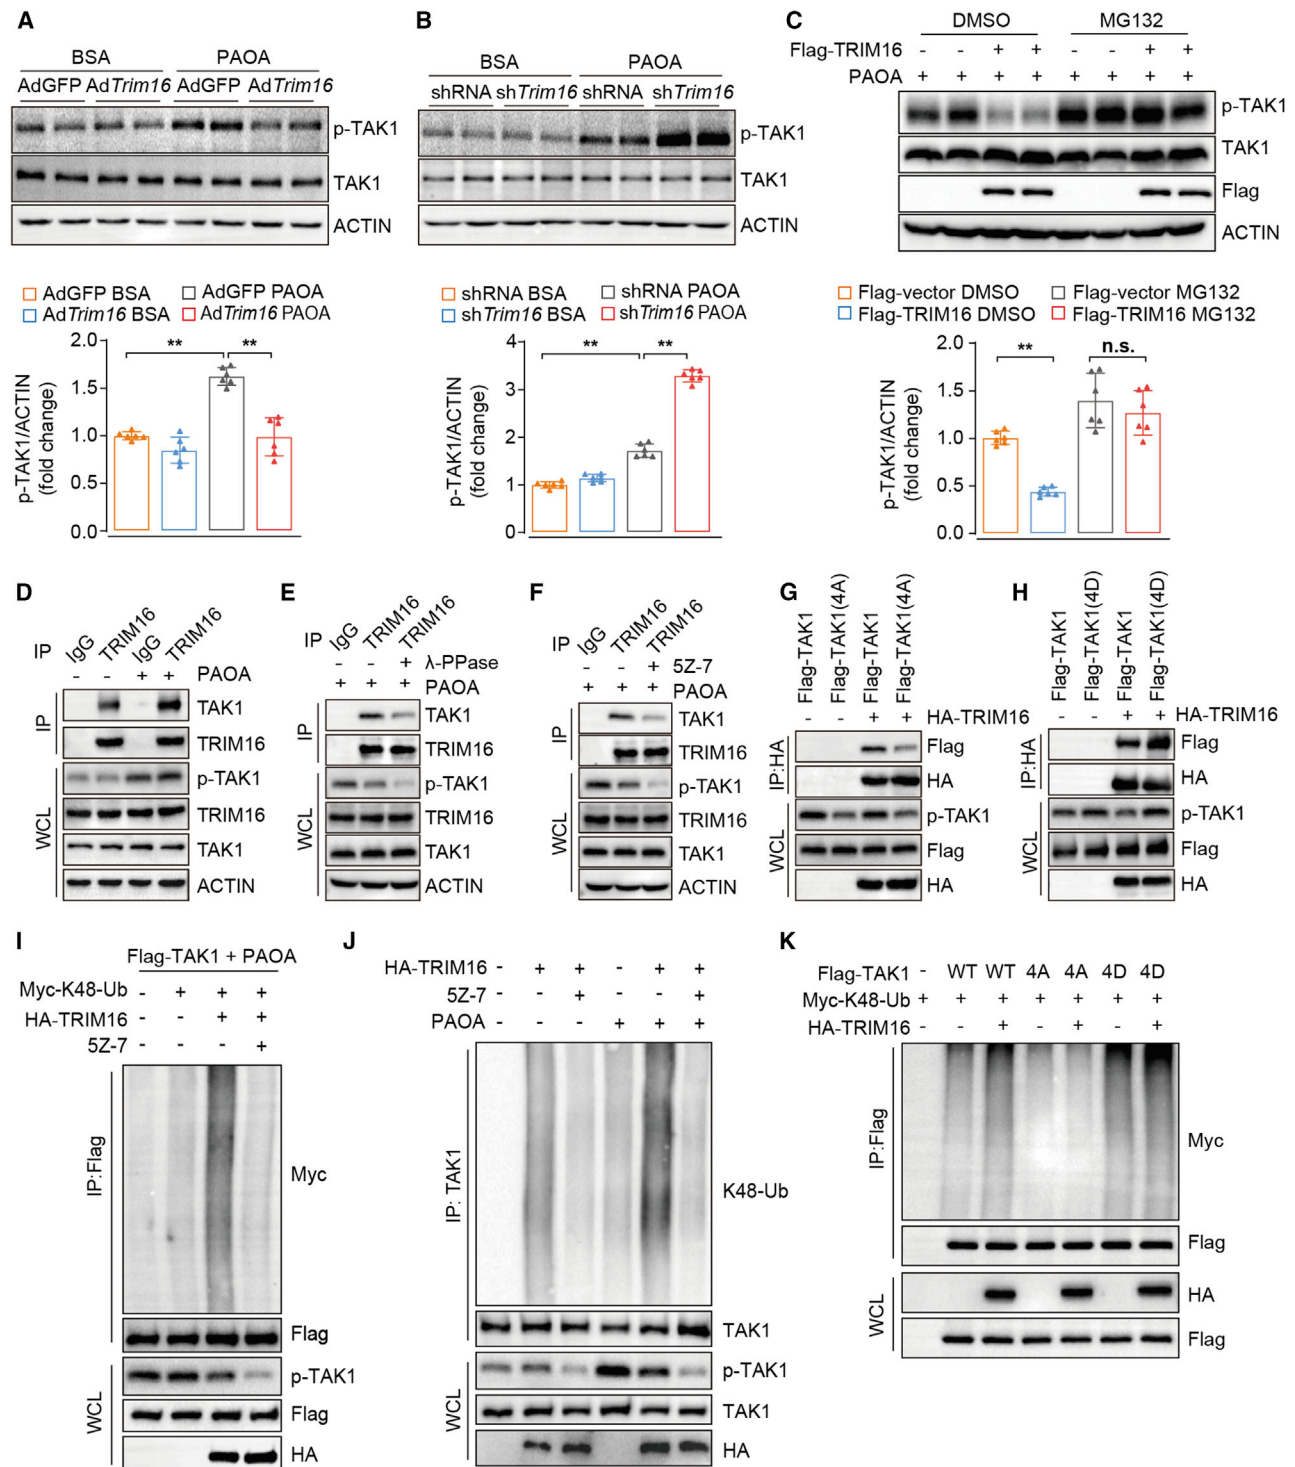 A
BSA PAOA
AdGFP AdTrim16 AdGFP AdTrim16
p-TAK1
TAK1
ACTIN
AdGFP BSA AdGFP PAOA
AdTrim16 BSA AdTrim16 PAOA
2.0
1.5
1.0
0.5
0.0
p-TAK1/ACTIN
(fold change)
** **
B
BSA PAOA
shRNA shTrim16 shRNA shTrim16
p-TAK1
TAK1
ACTIN
shRNA BSA shRNA PAOA
shTrim16 BSA shTrim16 PAOA
4
3
2
1
0
p-TAK1/ACTIN
(fold change)
** **
C
DMSO MG132
Flag-TRIM16 - - + + - - + +
PAOA + + + + + + + +
p-TAK1
TAK1
Flag
ACTIN
Flag-vector DMSO Flag-vector MG132
Flag-TRIM16 DMSO Flag-TRIM16 MG132
2.0
1.5
1.0
0.5
0.0
p-TAK1/ACTIN
(fold change)
** n.s.
D
IP IgG TRIM16 IgG TRIM16
- - + + PAOA
IP
TAK1
TRIM16
WCL
p-TAK1
TRIM16
TAK1
ACTIN
E
IP IgG TRIM16 TRIM16
- - + λ-PPase
+ + + PAOA
IP
TAK1
TRIM16
WCL
p-TAK1
TRIM16
TAK1
ACTIN
F
IP IgG TRIM16 TRIM16
- - + 5Z-7
+ + + PAOA
IP
TAK1
TRIM16
WCL
p-TAK1
TRIM16
TAK1
ACTIN
G
Flag-TAK1 Flag-TAK1(4A) Flag-TAK1 Flag-TAK1(4A)
- - + + HA-TRIM16
IP:HA
Flag
HA
WCL
p-TAK1
Flag
HA
H
Flag-TAK1 Flag-TAK1(4D) Flag-TAK1 Flag-TAK1(4D)
- - + + HA-TRIM16
IP:HA
Flag
HA
WCL
p-TAK1
Flag
HA
I
Flag-TAK1 + PAOA
Myc-K48-Ub - + + +
HA-TRIM16 - - + +
5Z-7 - - - +
IP:Flag
Myc
Flag
WCL
p-TAK1
Flag
HA
J
HA-TRIM16 - + + - + +
5Z-7 - - + - - +
PAOA - - - + + +
IP: TAK1
K48-Ub
TAK1
WCL
p-TAK1
TAK1
HA
K
Flag-TAK1 - WT WT 4A 4A 4D 4D
Myc-K48-Ub + + + + + + +
HA-TRIM16 - - + - + - +
IP:Flag
Myc
Flag
WCL
HA
Flag